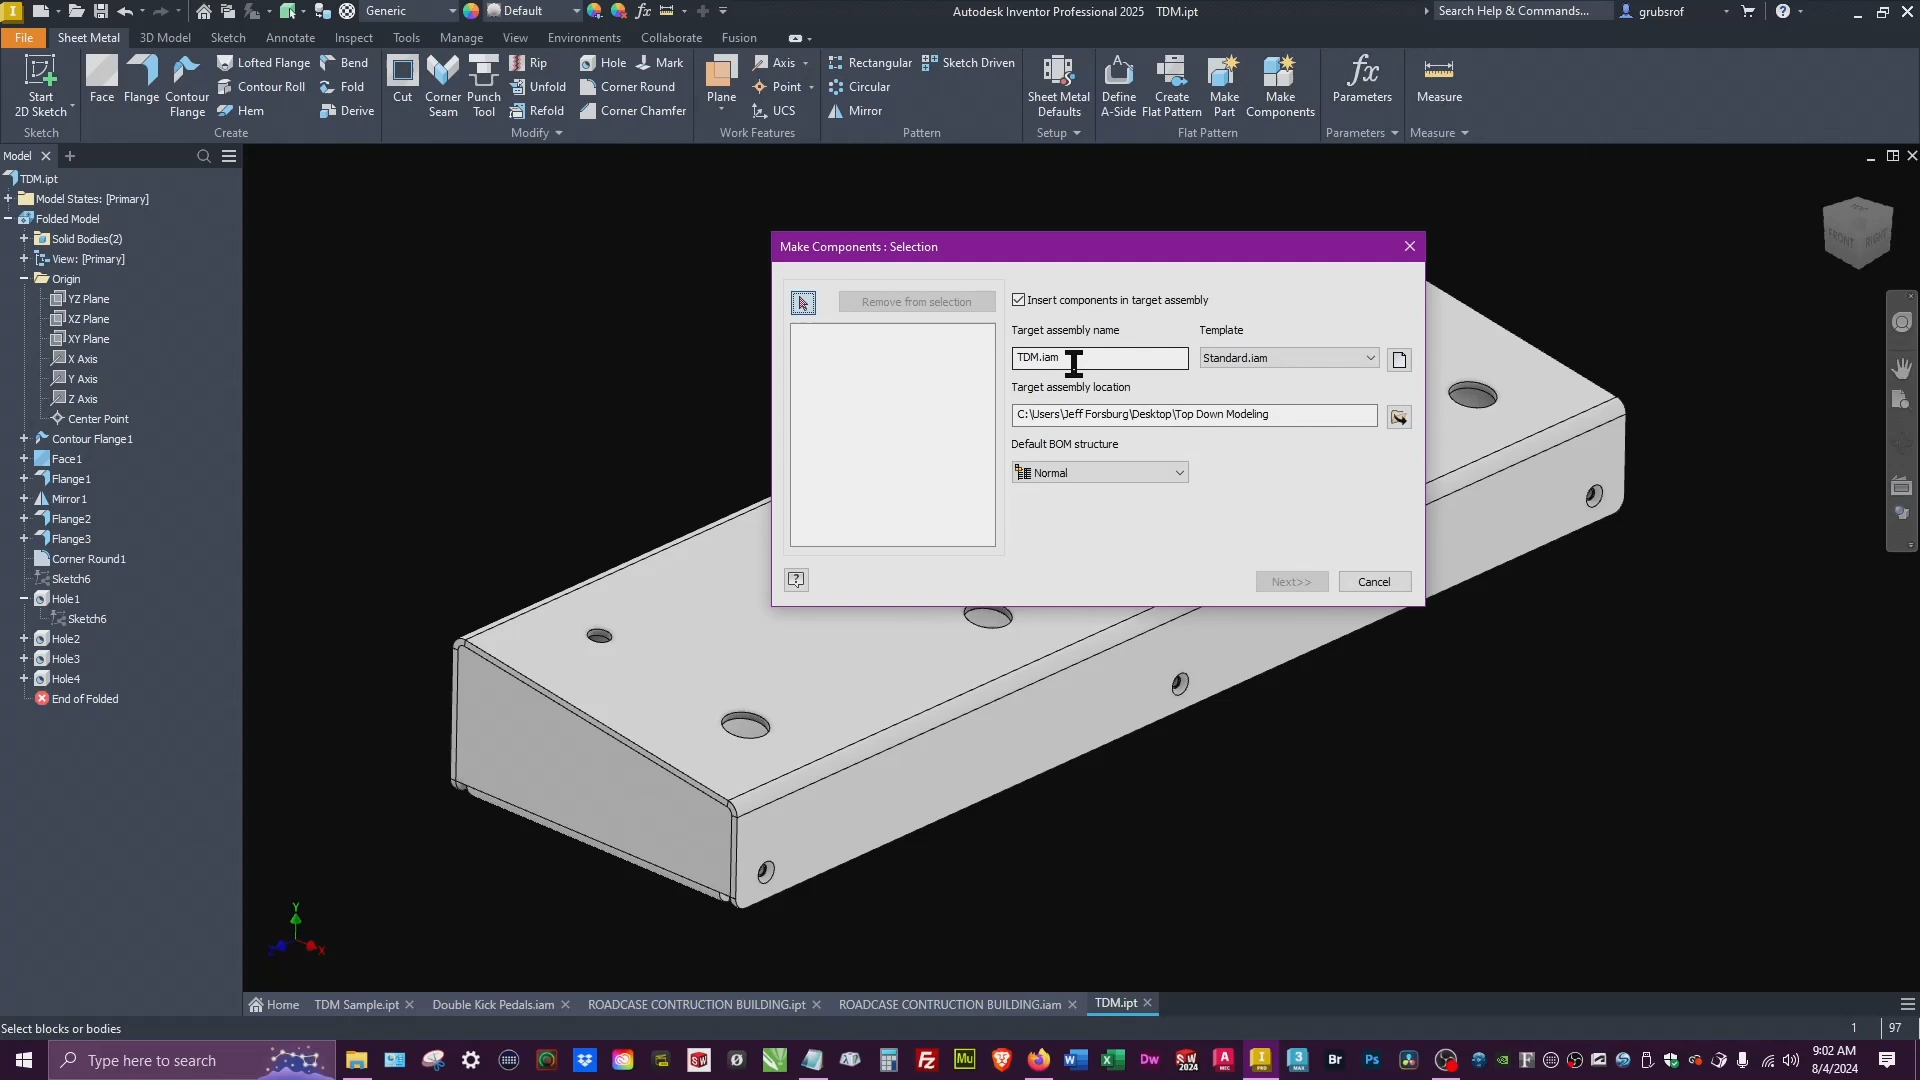 Generic
Default
Autodesk Inventor Professional 2025 TDM.ipt
Search Help & Commands...
grubsrof
File
Sheet Metal
3D Model
Sketch
Annotate
Inspect
Tools
Manage
View
Environments
Collaborate
Fusion
Start
2D Sketch
Sketch
Face
Flange
Contour
Flange
Lofted Flange
Contour Roll
Hem
Bend
Fold
Derive
Create
Cut
Corner
Seam
Punch
Tool
Rip
Unfold
Refold
Hole
Mark
Corner Round
Corner Chamfer
Modify
Plane
Axis
Point
UCS
Work Features
Rectangular
Circular
Mirror
Sketch Driven
Pattern
Sheet Metal
Defaults
Setup
Define
A-Side
Create
Flat Pattern
Make
Part
Make
Components
Flat Pattern
Parameters
Parameters
Measure
Measure
Model
TDM.ipt
Model States: [Primary]
Folded Model
Solid Bodies(2)
View: [Primary]
Origin
YZ Plane
XZ Plane
XY Plane
X Axis
Y Axis
Z Axis
Center Point
Contour Flange1
Face1
Flange1
Mirror1
Flange2
Flange3
Corner Round1
Sketch6
Hole1
Sketch6
Hole2
Hole3
Hole4
End of Folded
Make Components : Selection
Remove from selection
Insert components in target assembly
Target assembly name
Template
TDM.iam
Standard.iam
Target assembly location
C:\Users\Jeff Forsburg\Desktop\Top Down Modeling
Default BOM structure
Normal
Next>>
Cancel
FRONT
RIGHT
Y
Z
X
Home
TDM Sample.ipt
Double Kick Pedals.iam
ROADCASE CONTRUCTION BUILDING.ipt
ROADCASE CONTRUCTION BUILDING.iam
TDM.ipt
Select blocks or bodies
1
97
Type here to search
9:02 AM
8/4/2024